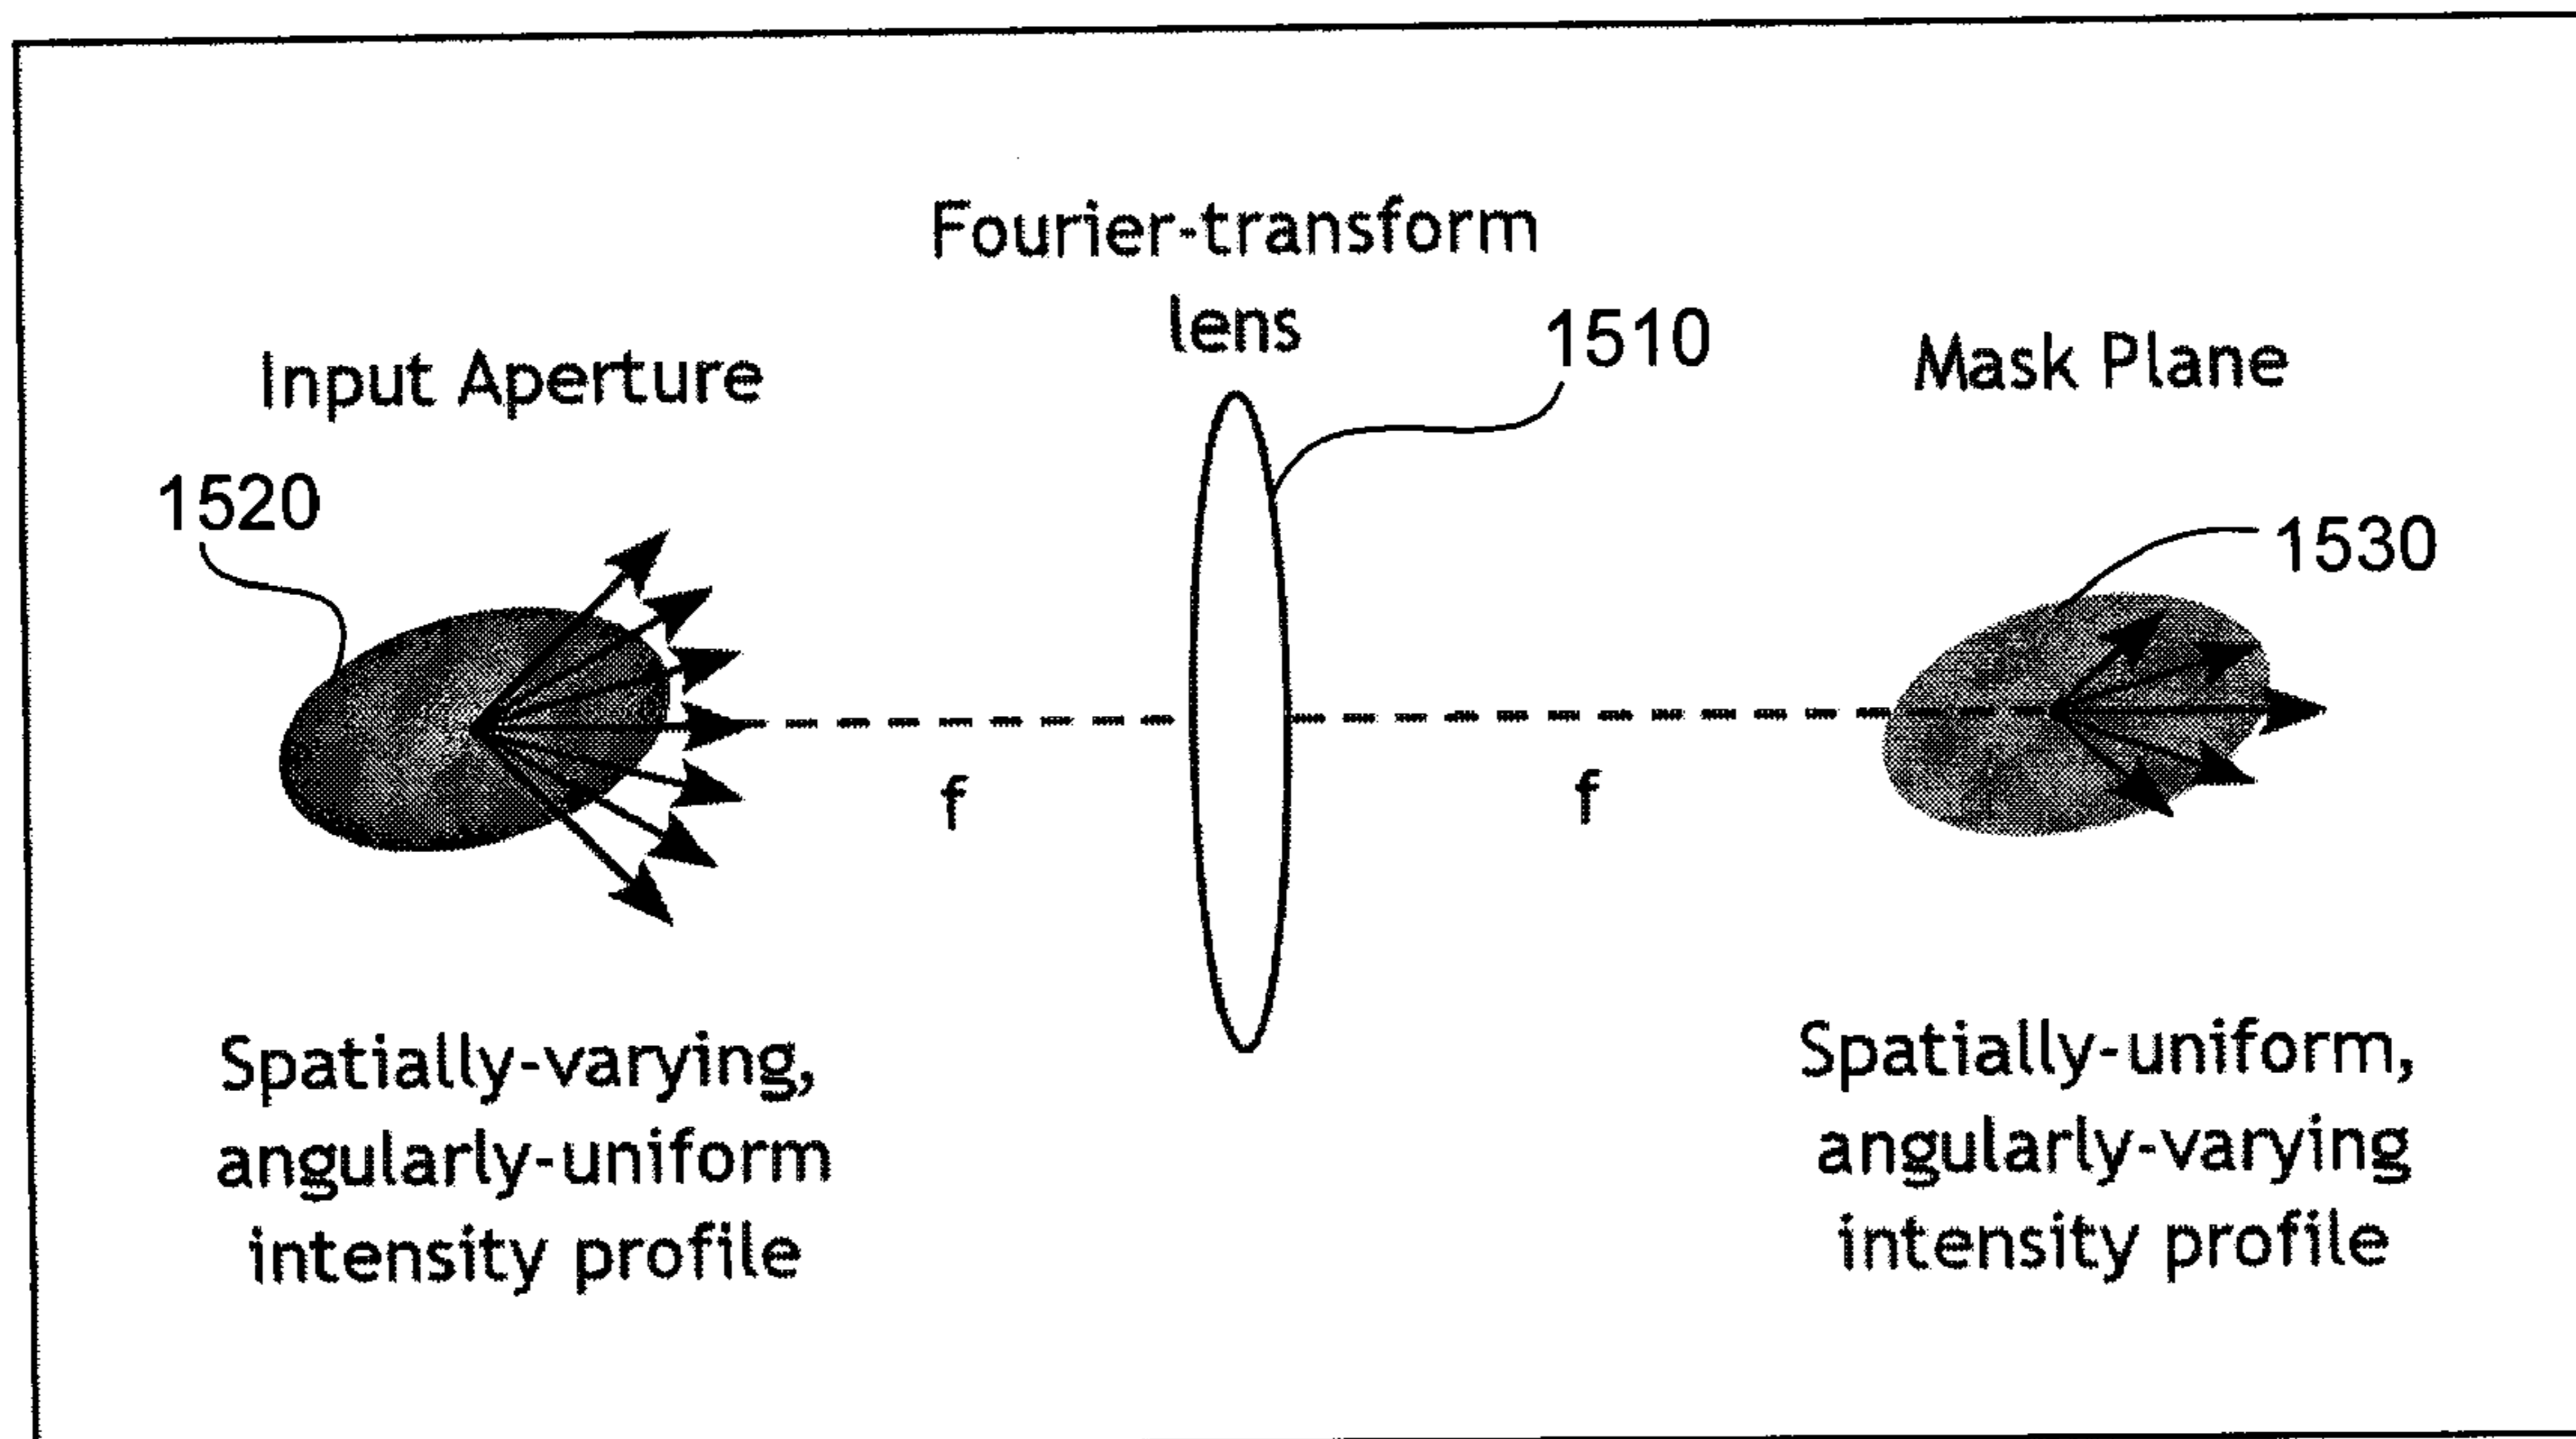 Fourier-transform
lens
1510
Input Aperture
Mask Plane
1520
1530
f
f
Spatially-varying,
angularly-uniform
intensity profile
Spatially-uniform,
angularly-varying
intensity profile